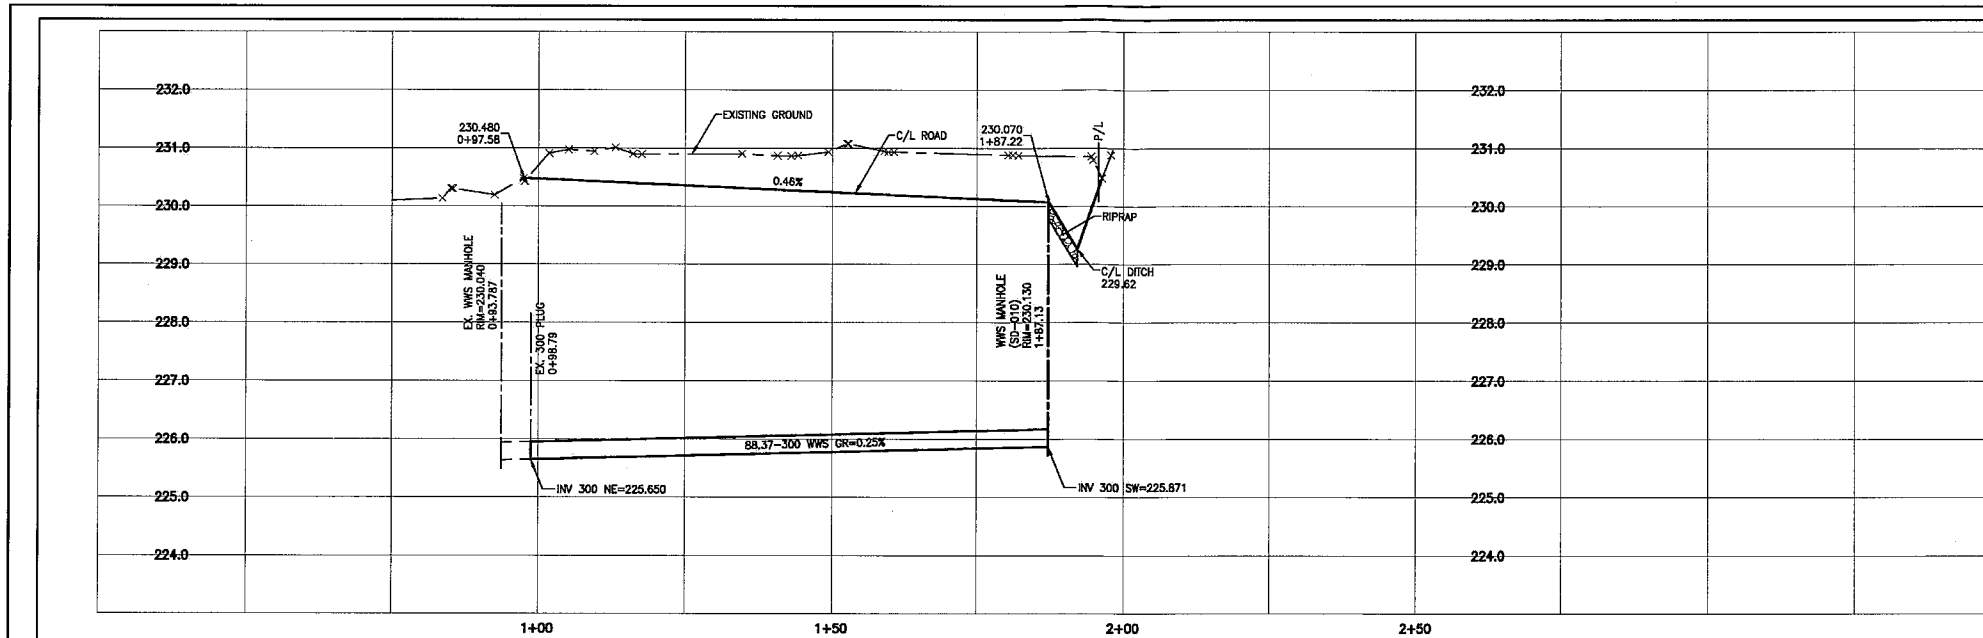 232.0
232.0
EXISTING GROUND
230.480
0+97.58
C/L ROAD
230.070
1+87.22
P/L
231.0
231.0
0.46%
230.0
230.0
RIPRAP
EX. WWS MANHOLE
RIM=230.040
0+93.787
229.0
229.0
C/L DITCH
229.62
WWS MANHOLE
(SD-010)
RIM=230.130
1+87.13
EX. 300 PLUG
0+98.79
228.0
228.0
227.0
227.0
226.0
226.0
88.37-300 WWS GR=0.25%
INV 300 NE=225.650
INV 300 SW=225.871
225.0
225.0
224.0
224.0
1+00
1+50
2+00
2+50